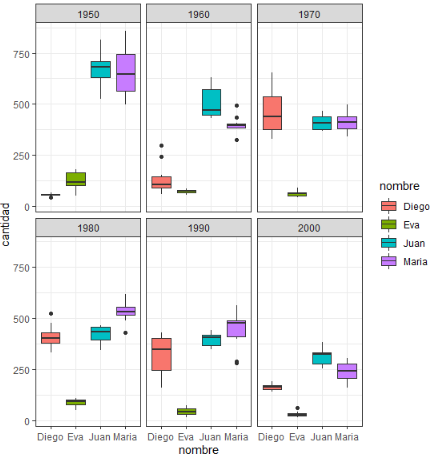 1950
1960
1970
750
500
250
0
1980
1990
2000
750
500
250
0
Diego Eva Juan Maria
Diego Eva Juan Maria
Diego Eva Juan Maria
nombre
cantidad
nombre
Diego
Eva
Juan
Maria